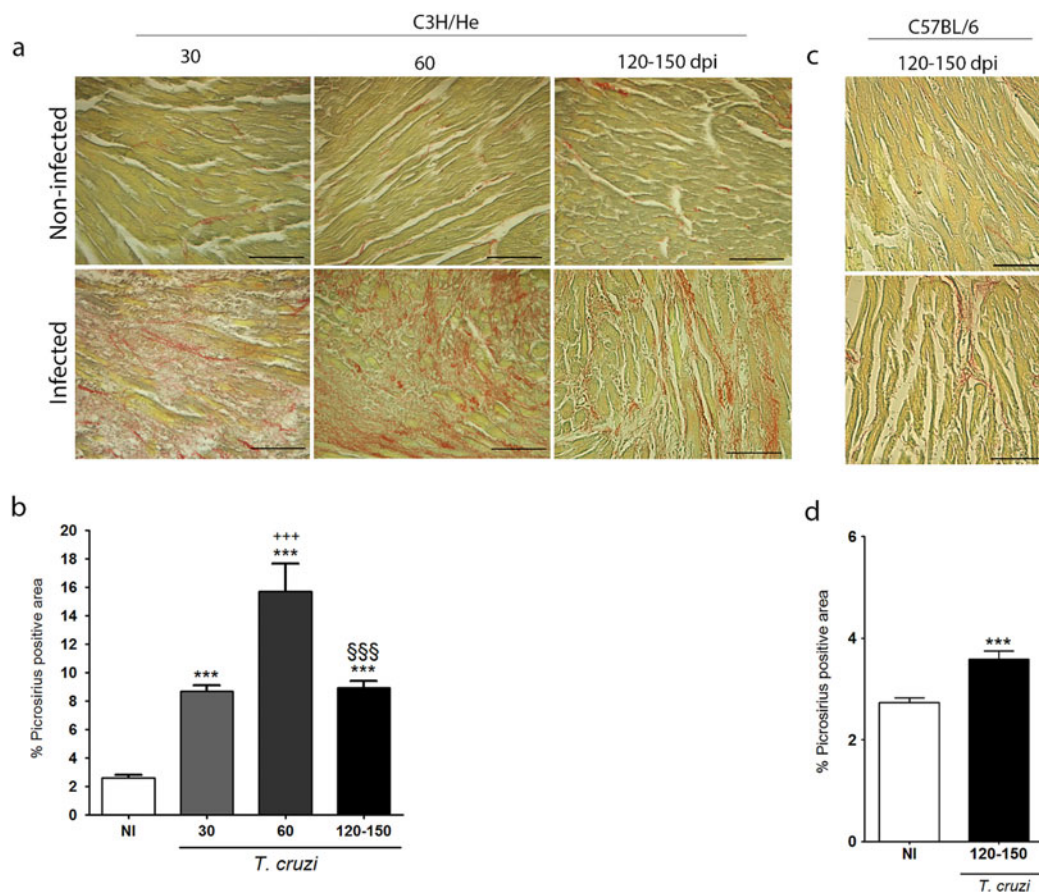 C3H/He
a
30
60
120-150 dpi
Non-infected
Infected
C57BL/6
c
120-150 dpi
b
% Picrosirius positive area
20
18
16
14
12
10
8
6
4
2
0
***
+++
***
§§§
***
NI
30
60
120-150
T. cruzi
d
% Picrosirius positive area
6
4
2
0
***
NI
120-150
T. cruzi